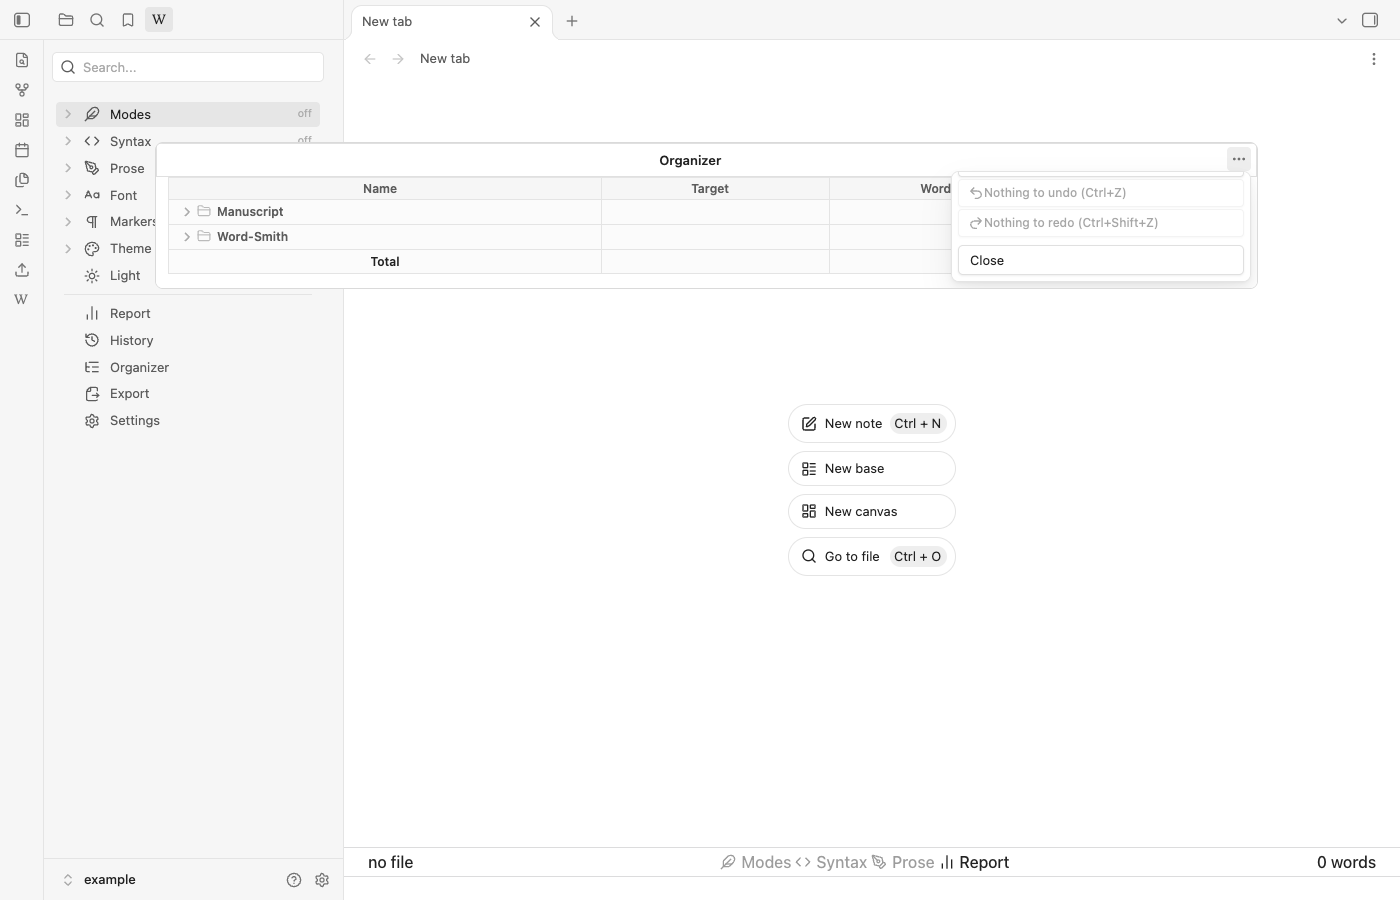 W
New tab
Search...
New tab
Modes off
Syntax off
Prose
Font
Markers
Theme
Light
Report
History
Organizer
Export
Settings
W
Organizer
Name Target Word
Manuscript
Word-Smith
Total
Nothing to undo (Ctrl+Z)
Nothing to redo (Ctrl+Shift+Z)
Close
New note Ctrl + N
New base
New canvas
Go to file Ctrl + O
example
no file Modes Syntax Prose Report 0 words